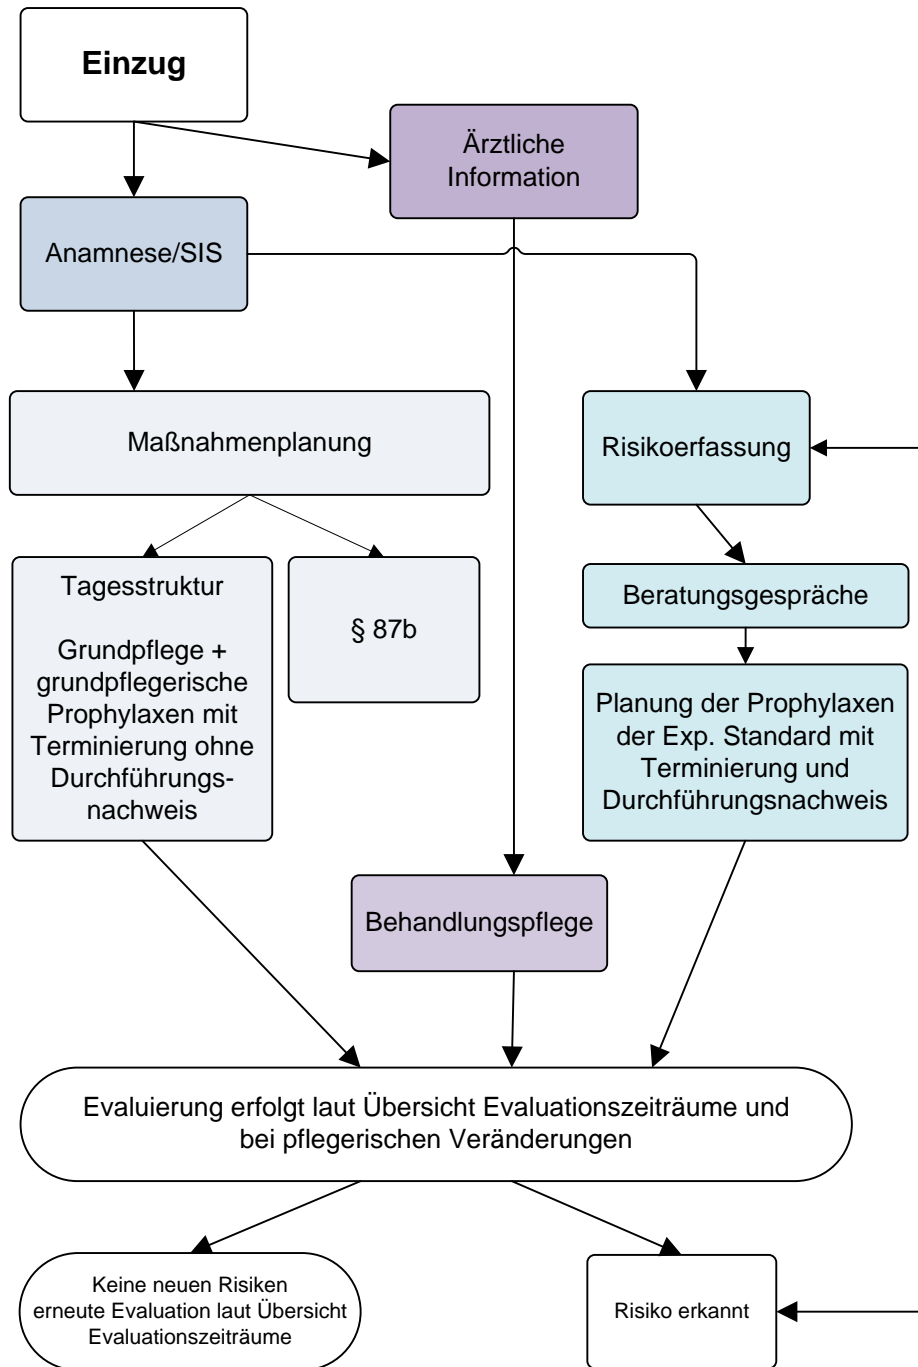 Einzug
Ärztliche
Information
Anamnese/SIS
Maßnahmenplanung
Risikoerfassung
Tagesstruktur
Grundpflege +
grundpflegerische
Prophylaxen mit
Terminierung ohne
Durchführungs-
nachweis
§ 87b
Beratungsgespräche
Planung der Prophylaxen
der Exp. Standard mit
Terminierung und
Durchführungsnachweis
Behandlungspflege
Evaluierung erfolgt laut Übersicht Evaluationszeiträume und
bei pflegerischen Veränderungen
Keine neuen Risiken
erneute Evaluation laut Übersicht
Evaluationszeiträume
Risiko erkannt